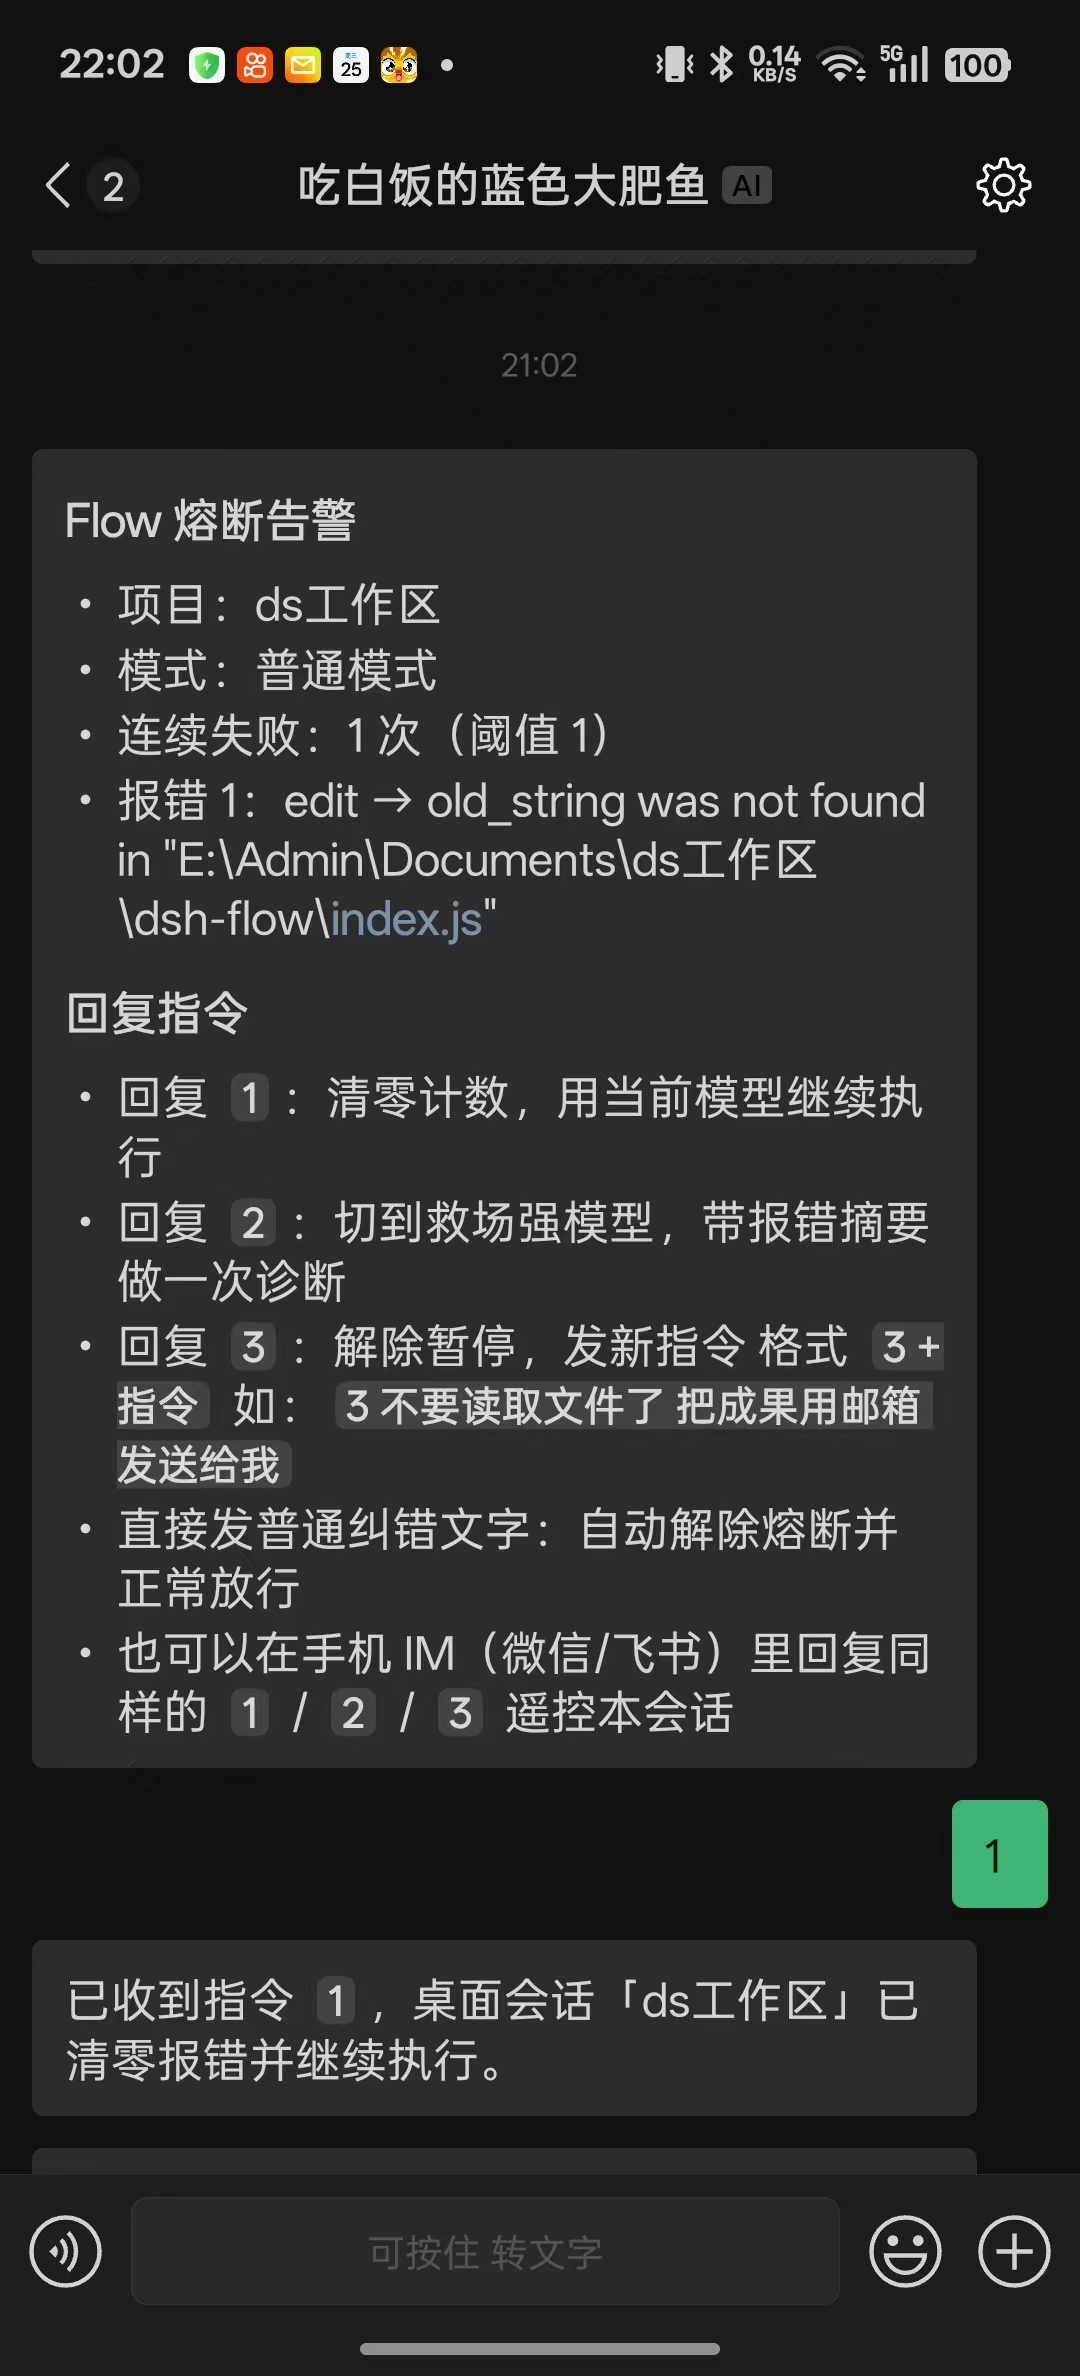 22:02
周三
25
0.14
KB/S
5G
100
2
吃白饭的蓝色大肥鱼 AI
21:02
Flow 熔断告警
• 项目：ds工作区
• 模式：普通模式
• 连续失败：1 次（阈值 1）
• 报错 1：edit → old_string was not found
in "E:\Admin\Documents\ds工作区
\dsh-flow\index.js"
回复指令
• 回复 1 ：清零计数，用当前模型继续执
行
• 回复 2 ：切到救场强模型，带报错摘要
做一次诊断
• 回复 3 ：解除暂停，发新指令 格式 3 +
指令 如： 3 不要读取文件了 把成果用邮箱
发送给我
• 直接发普通纠错文字：自动解除熔断并
正常放行
• 也可以在手机 IM（微信/飞书）里回复同
样的 1 / 2 / 3 遥控本会话
1
已收到指令 1 ，桌面会话「ds工作区」已
清零报错并继续执行。
可按住 转文字